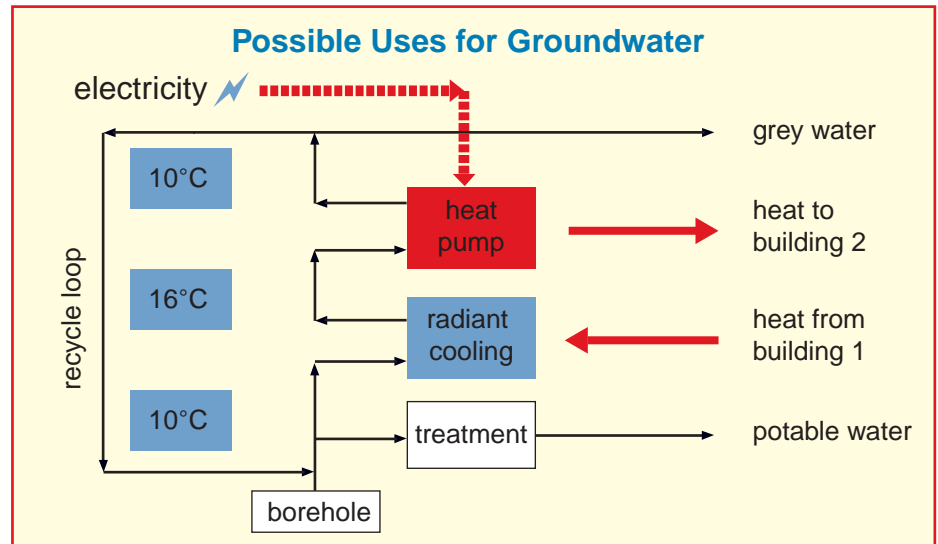 Possible Uses for Groundwater
electricity
grey water
10°C
heat
pump
heat to
building 2
recycle loop
16°C
radiant
cooling
heat from
building 1
10°C
treatment
potable water
borehole